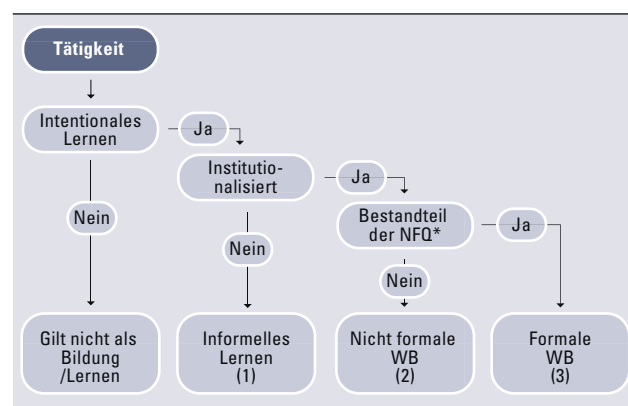 Tätigkeit
Intentionales
Lernen
Ja
Institutio-
nalisiert
Ja
Nein
Bestandteil
der NFQ*
Ja
Nein
Nein
Gilt nicht als
Bildung
/Lernen
Informelles
Lernen
(1)
Nicht formale
WB
(2)
Formale
WB
(3)